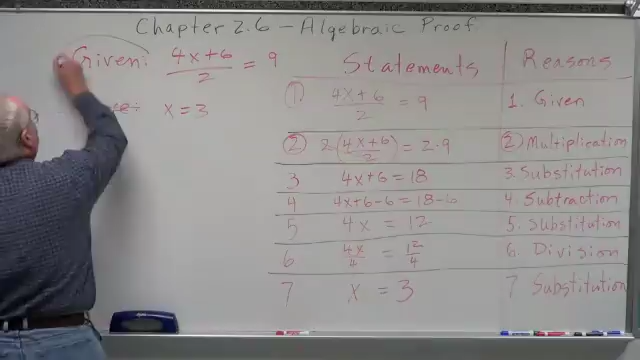 Chapter 2.6 – Algebraic Proof
Given: (4x+6)/2 = 9
x = 3
Statements | Reasons
① (4x+6)/2 = 9 | 1. Given
② 2((4x+6)/2) = 2·9 | ② Multiplication
3 4x+6 = 18 | 3. Substitution
4 4x+6-6 = 18- | 4. Subtraction
5 4x = 12 | 5. Substitution
6 4x/4 = 12/4 | 6. Division
7 x = 3 | 7 Substitution